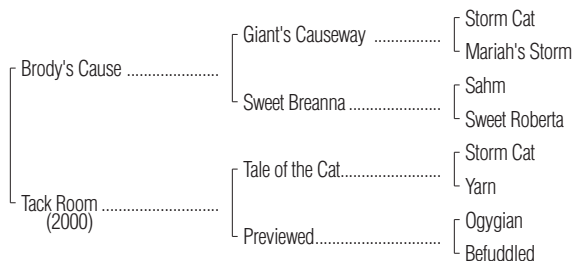 Storm Cat
Giant's Causeway ................
Mariah's Storm
Brody's Cause .......................
Sahm
Sweet Breanna .......................
Sweet Roberta
Storm Cat
Tale of the Cat.........................
Yarn
Tack Room .............................
(2000)
Ogygian
Previewed................................
Befuddled